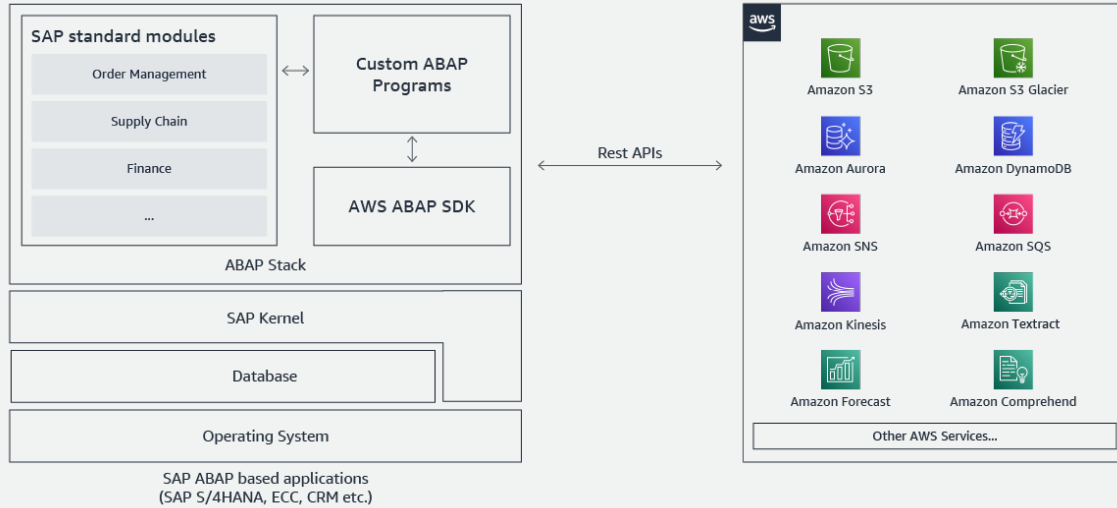 SAP standard modules
Order Management
Supply Chain
Finance
...
Custom ABAP
Programs
AWS ABAP SDK
ABAP Stack
SAP Kernel
Database
Operating System
SAP ABAP based applications
(SAP S/4HANA, ECC, CRM etc.)
Rest APIs
aws
Amazon S3
Amazon S3 Glacier
Amazon Aurora
Amazon DynamoDB
Amazon SNS
Amazon SQS
Amazon Kinesis
Amazon Textract
Amazon Forecast
Amazon Comprehend
Other AWS Services...